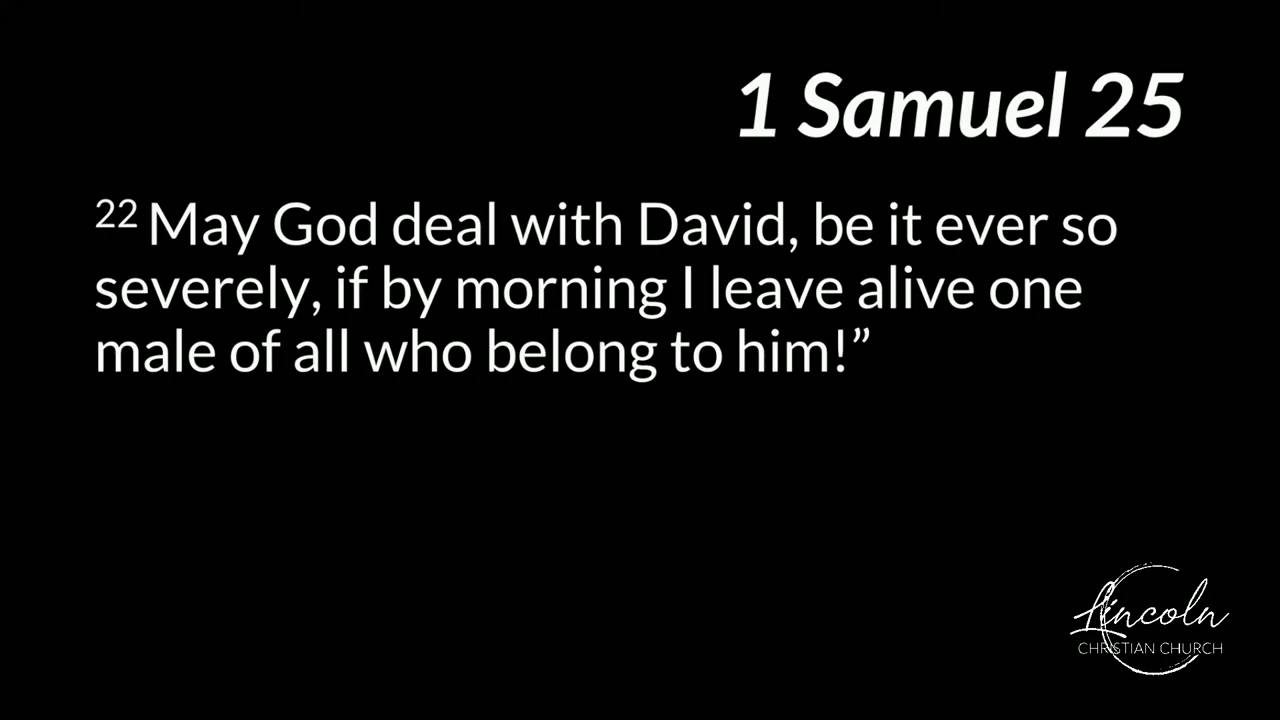 1 Samuel 25
22 May God deal with David, be it ever so
severely, if by morning I leave alive one
male of all who belong to him!”
Lincoln
CHRISTIAN CHURCH